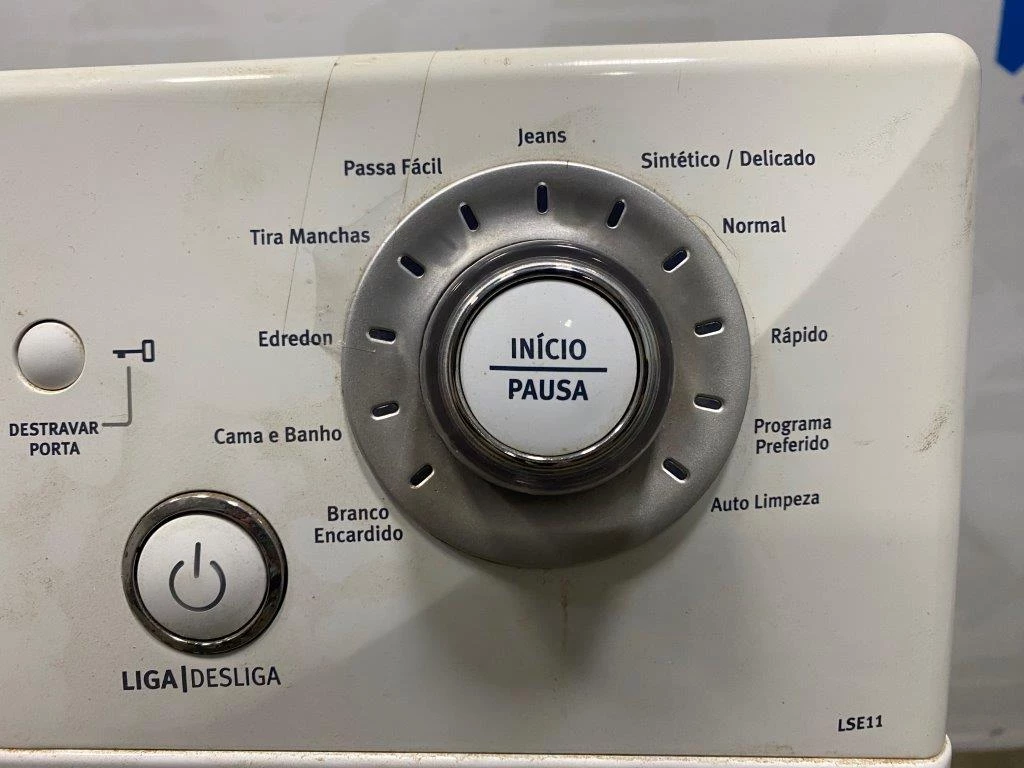 Jeans
Passa Fácil
Sintético / Delicado
Tira Manchas
Normal
Edredon
Rápido
INÍCIO
PAUSA
DESTRAVAR
PORTA
Cama e Banho
Programa
Preferido
Branco
Encardido
Auto Limpeza
LIGA|DESLIGA
LSE11